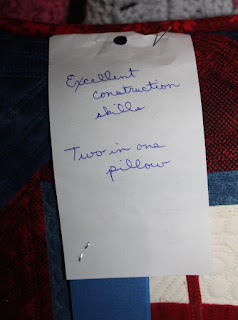 Excellent
construction
skills
Two in one
pillow